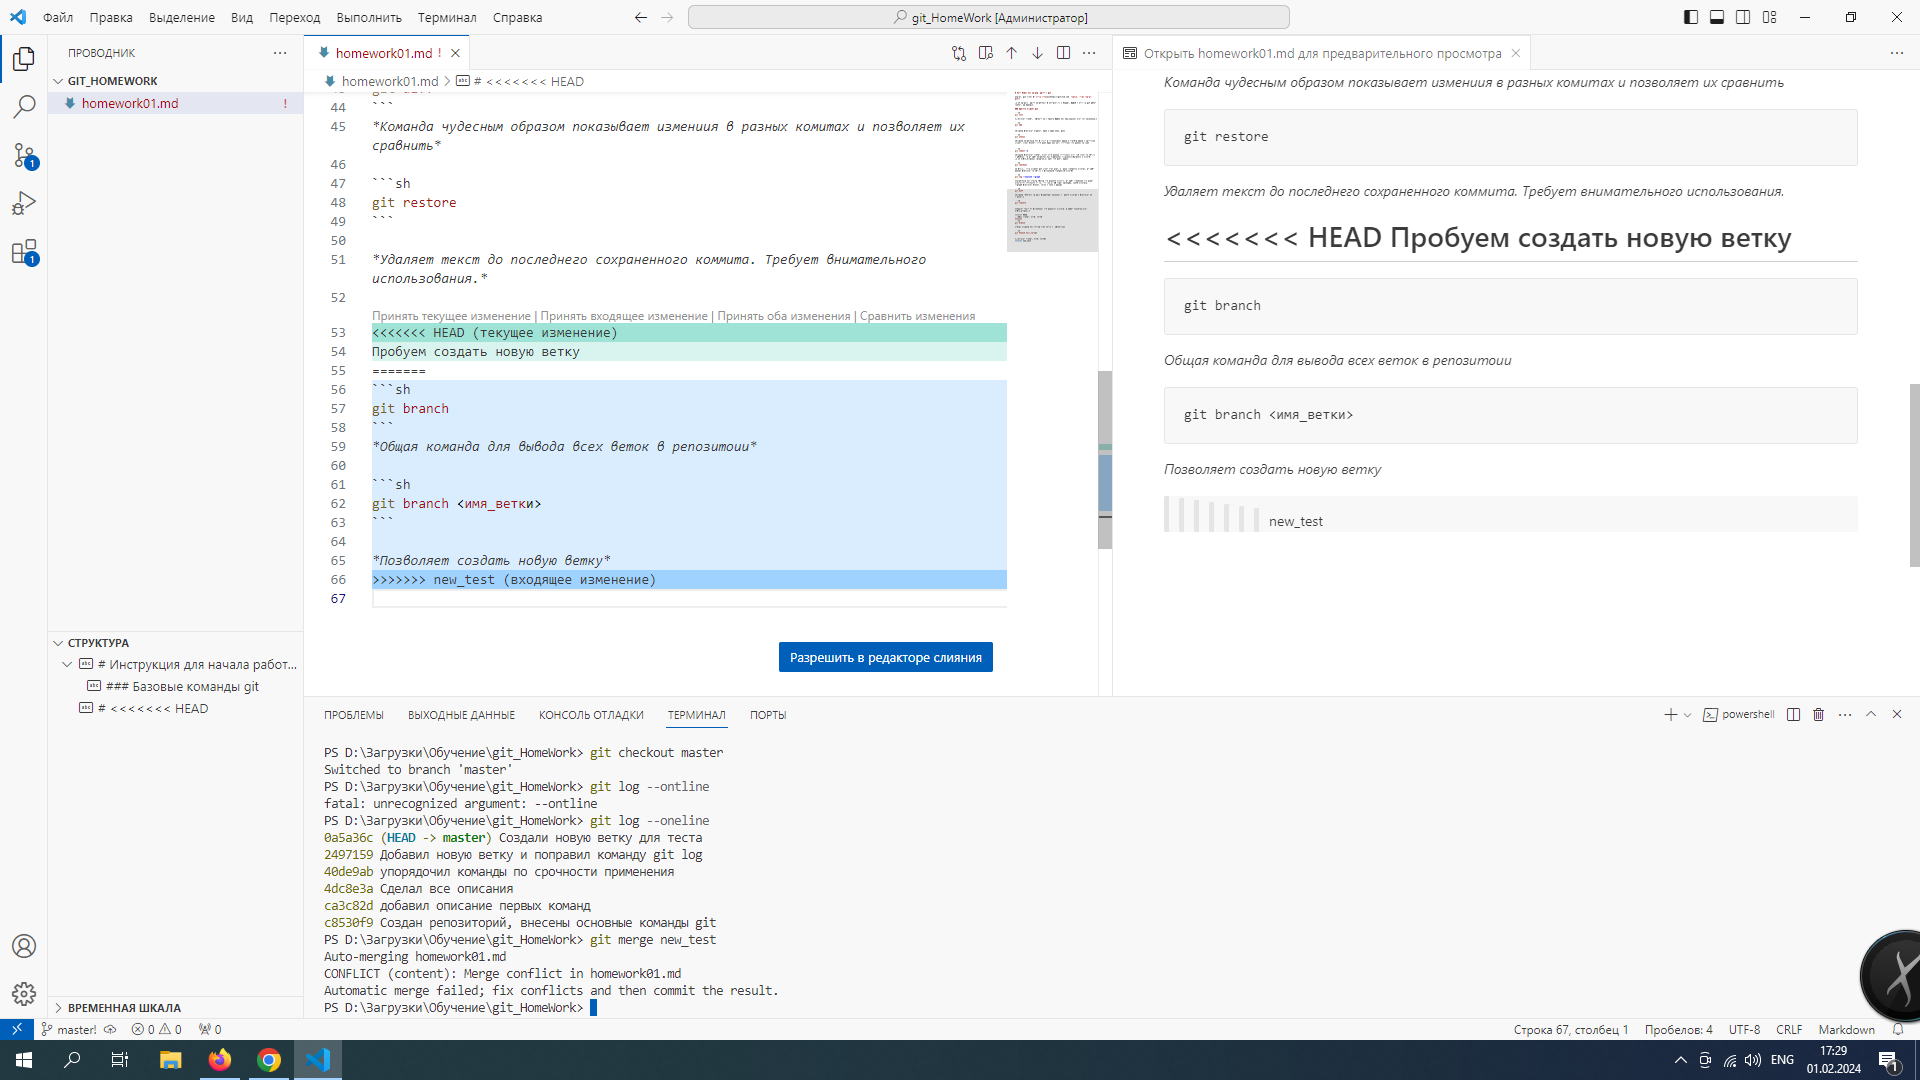 Файл Правка Выделение Вид Переход Выполнить Терминал Справка
git_HomeWork [Администратор]
ПРОВОДНИК
GIT_HOMEWORK
homework01.md !
1
1
СТРУКТУРА
# Инструкция для начала работ...
### Базовые команды git
# <<<<<<< HEAD
ВРЕМЕННАЯ ШКАЛА
homework01.md !
homework01.md > # <<<<<<< HEAD
44 ```
45 *Команда чудесным образом показывает измениия в разных комитах и позволяет их
сравнить*
46
47 ```sh
48 git restore
49 ```
50
51 *Удаляет текст до последнего сохраненного коммита. Требует внимательного
использования.*
52
Принять текущее изменение | Принять входящее изменение | Принять оба изменения | Сравнить изменения
53 <<<<<<< HEAD (текущее изменение)
54 Пробуем создать новую ветку
55 =======
56 ```sh
57 git branch
58 ```
59 *Общая команда для вывода всех веток в репозитоии*
60
61 ```sh
62 git branch <имя_ветки>
63 ```
64
65 *Позволяет создать новую ветку*
66 >>>>>>> new_test (входящее изменение)
67
Разрешить в редакторе слияния
Открыть homework01.md для предварительного просмотра
Команда чудесным образом показывает измениия в разных комитах и позволяет их сравнить
git restore
Удаляет текст до последнего сохраненного коммита. Требует внимательного использования.
<<<<<<< HEAD Пробуем создать новую ветку
git branch
Общая команда для вывода всех веток в репозитоии
git branch <имя_ветки>
Позволяет создать новую ветку
new_test
ПРОБЛЕМЫ ВЫХОДНЫЕ ДАННЫЕ КОНСОЛЬ ОТЛАДКИ ТЕРМИНАЛ ПОРТЫ
powershell
PS D:\Загрузки\Обучение\git_HomeWork> git checkout master
Switched to branch 'master'
PS D:\Загрузки\Обучение\git_HomeWork> git log --ontline
fatal: unrecognized argument: --ontline
PS D:\Загрузки\Обучение\git_HomeWork> git log --oneline
0a5a36c (HEAD -> master) Создали новую ветку для теста
2497159 Добавил новую ветку и поправил команду git log
40de9ab упорядочил команды по срочности применения
4dc8e3a Сделал все описания
ca3c82d добавил описание первых команд
c8530f9 Создан репозиторий, внесены основные команды git
PS D:\Загрузки\Обучение\git_HomeWork> git merge new_test
Auto-merging homework01.md
CONFLICT (content): Merge conflict in homework01.md
Automatic merge failed; fix conflicts and then commit the result.
PS D:\Загрузки\Обучение\git_HomeWork>
master! 0 0 0
Строка 67, столбец 1 Пробелов: 4 UTF-8 CRLF Markdown
ENG
17:29
01.02.2024
1